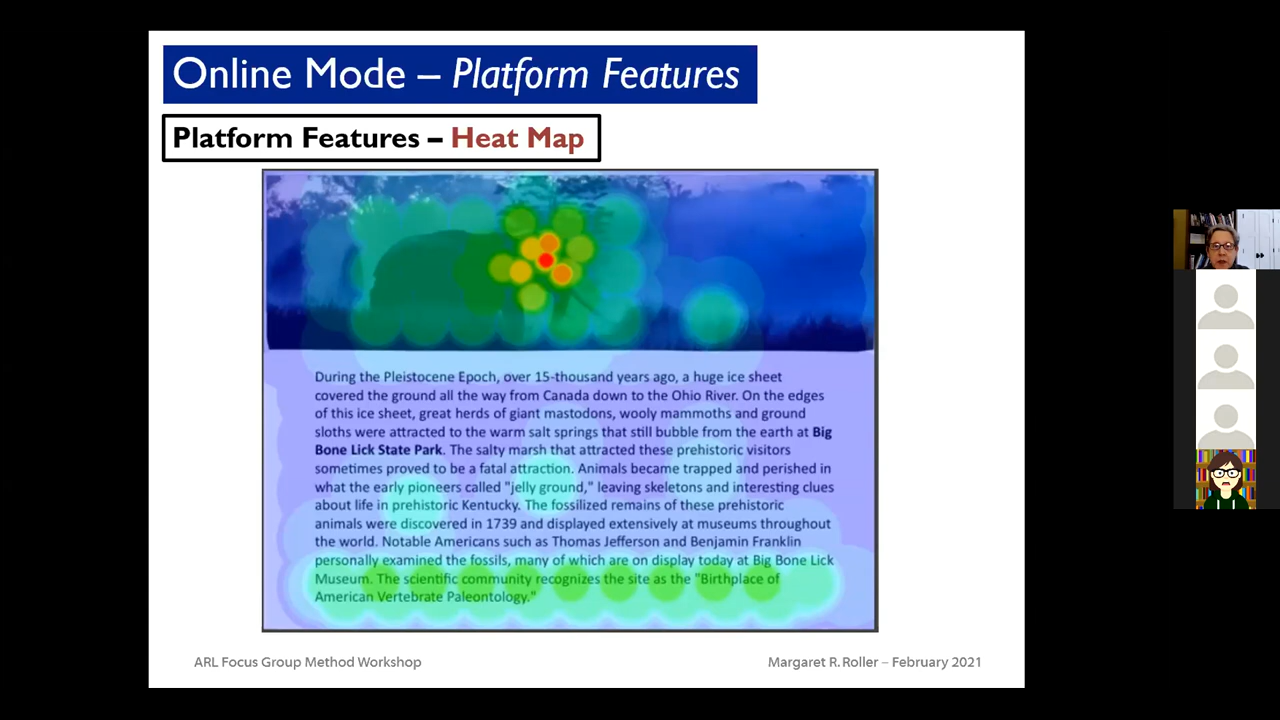 Online Mode – Platform Features
Platform Features – Heat Map
During the Pleistocene Epoch, over 15-thousand years ago, a huge ice sheet
covered the ground all the way from Canada down to the Ohio River. On the edges
of this ice sheet, great herds of giant mastodons, wooly mammoths and ground
sloths were attracted to the warm salt springs that still bubble from the earth at Big
Bone Lick State Park. The salty marsh that attracted these prehistoric visitors
sometimes proved to be a fatal attraction. Animals became trapped and perished in
what the early pioneers called "jelly ground," leaving skeletons and interesting clues
about life in prehistoric Kentucky. The fossilized remains of these prehistoric
animals were discovered in 1739 and displayed extensively at museums throughout
the world. Notable Americans such as Thomas Jefferson and Benjamin Franklin
personally examined the fossils, many of which are on display today at Big Bone Lick
Museum. The scientific community recognizes the site as the "Birthplace of
American Vertebrate Paleontology."
ARL Focus Group Method Workshop
Margaret R. Roller – February 2021